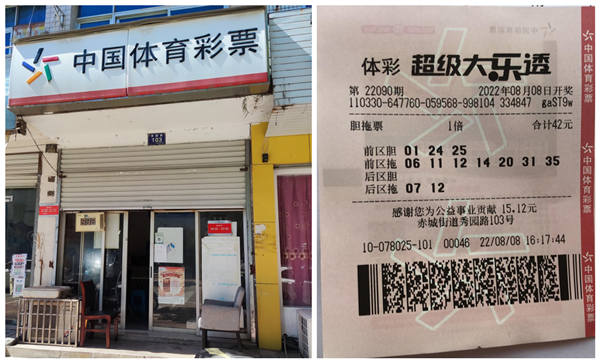 中国体育彩票
103
体彩 超级大乐透
第 22090期 2022年08月08日开奖
110330-647760-059568-998104 334847 gaST9w
胆拖票 1倍 合计42元
前区胆 01 24 25
前区拖 06 11 12 14 20 31 35
后区胆
后区拖 07 12
感谢您为公益事业贡献 15.12元
赤城街道秀园路103号
10-078025-101 00046 22/08/08 16:17:44
中国体育彩票
中国体育彩票